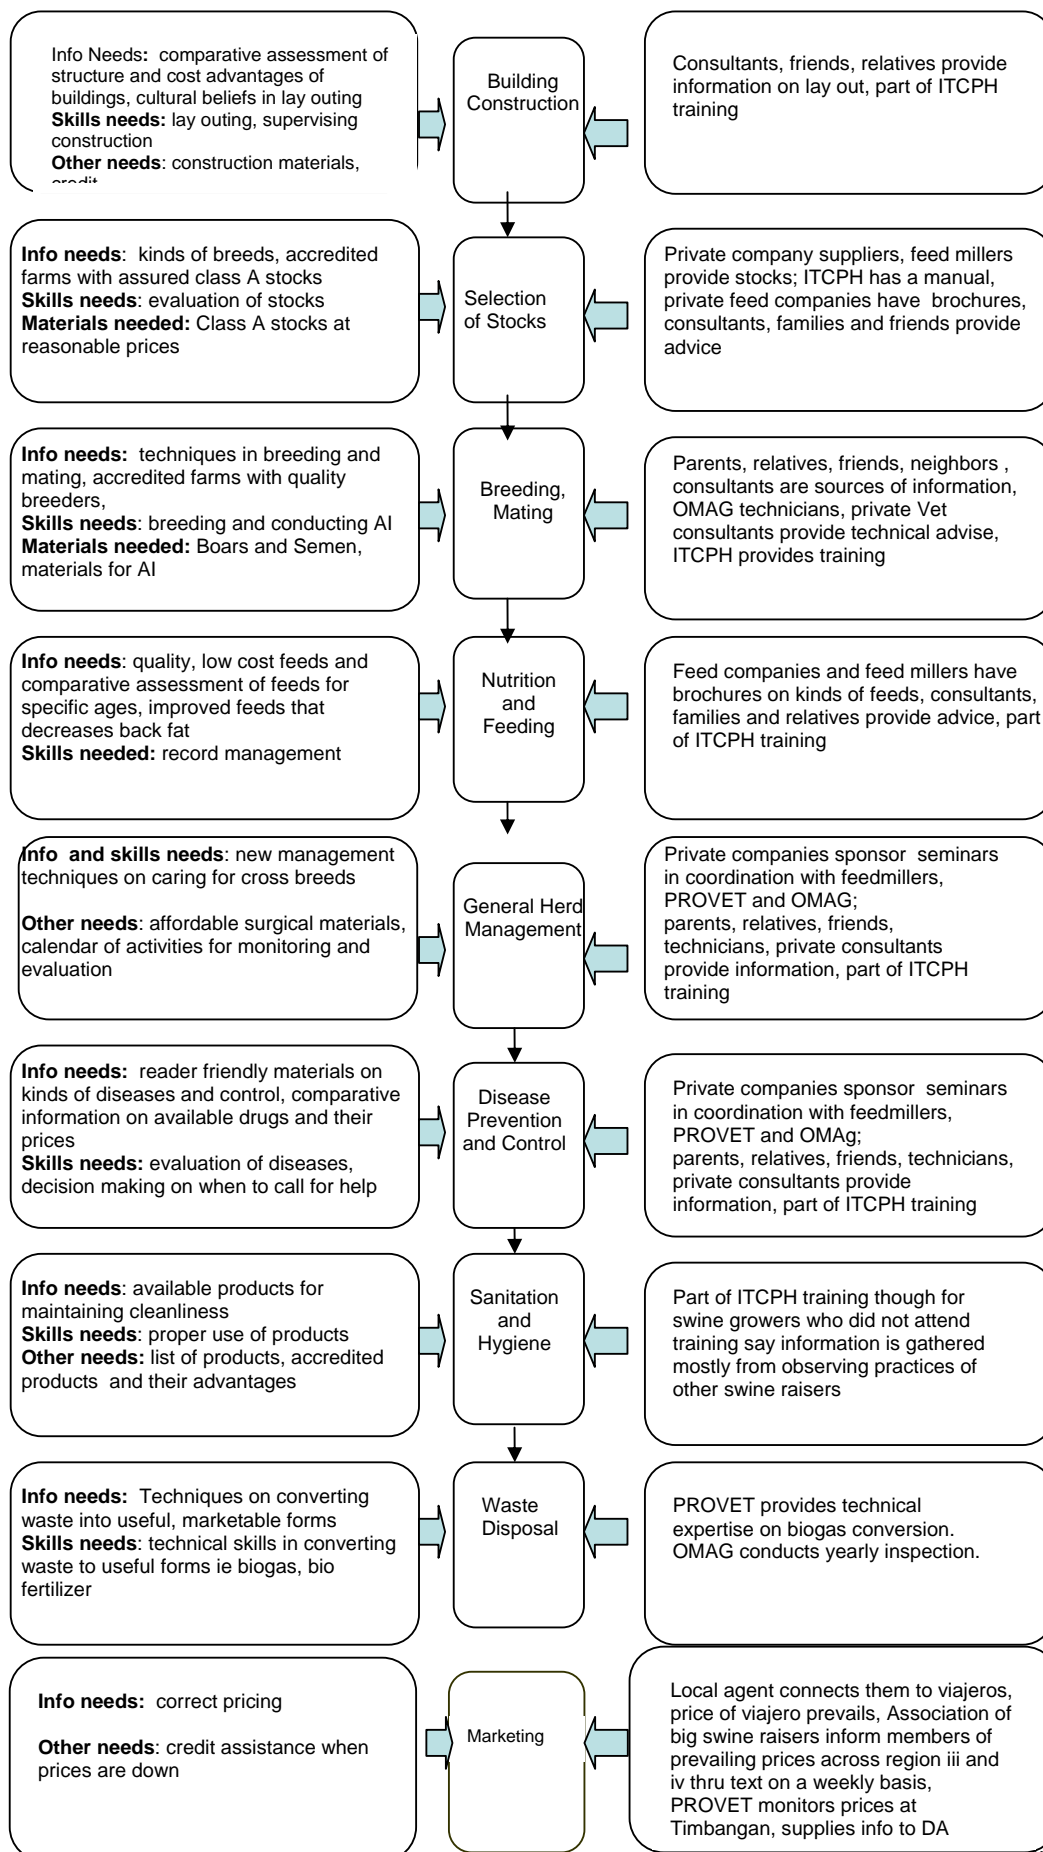 Info Needs:  comparative assessment of
structure and cost advantages of
buildings, cultural beliefs in lay outing
Skills needs: lay outing, supervising
construction
Other needs: construction materials,
credit
Building
Construction
Consultants, friends, relatives provide
information on lay out, part of ITCPH
training
Info needs:  kinds of breeds, accredited
farms with assured class A stocks
Skills needs: evaluation of stocks
Materials needed: Class A stocks at
reasonable prices
Selection
of Stocks
Private company suppliers, feed millers
provide stocks; ITCPH has a manual,
private feed companies have  brochures,
consultants, families and friends provide
advice
Info needs:  techniques in breeding and
mating, accredited farms with quality
breeders,
Skills needs: breeding and conducting AI
Materials needed: Boars and Semen,
materials for AI
Breeding,
Mating
Parents, relatives, friends, neighbors ,
consultants are sources of information,
OMAG technicians, private Vet
consultants provide technical advise,
ITCPH provides training
Info needs: quality, low cost feeds and
comparative assessment of feeds for
specific ages, improved feeds that
decreases back fat
Skills needed: record management
Nutrition
and
Feeding
Feed companies and feed millers have
brochures on kinds of feeds, consultants,
families and relatives provide advice, part
of ITCPH training
Info  and skills needs: new management
techniques on caring for cross breeds
Other needs: affordable surgical materials,
calendar of activities for monitoring and
evaluation
General Herd
Management
Private companies sponsor  seminars
in coordination with feedmillers,
PROVET and OMAG;
parents, relatives, friends,
technicians, private consultants
provide information, part of ITCPH
training
Info needs:  reader friendly materials on
kinds of diseases and control, comparative
information on available drugs and their
prices
Skills needs: evaluation of diseases,
decision making on when to call for help
Disease
Prevention
and Control
Private companies sponsor  seminars
in coordination with feedmillers,
PROVET and OMAg;
parents, relatives, friends, technicians,
private consultants provide
information, part of ITCPH training
Info needs: available products for
maintaining cleanliness
Skills needs: proper use of products
Other needs: list of products, accredited
products  and their advantages
Sanitation
and
Hygiene
Part of ITCPH training though for
swine growers who did not attend
training say information is gathered
mostly from observing practices of
other swine raisers
Info needs:  Techniques on converting
waste into useful, marketable forms
Skills needs: technical skills in converting
waste to useful forms ie biogas, bio
fertilizer
Waste
Disposal
PROVET provides technical
expertise on biogas conversion.
OMAG conducts yearly inspection.
Info needs:  correct pricing
Other needs: credit assistance when
prices are down
Marketing
Local agent connects them to viajeros,
price of viajero prevails, Association of
big swine raisers inform members of
prevailing prices across region iii and
iv thru text on a weekly basis,
PROVET monitors prices at
Timbangan, supplies info to DA